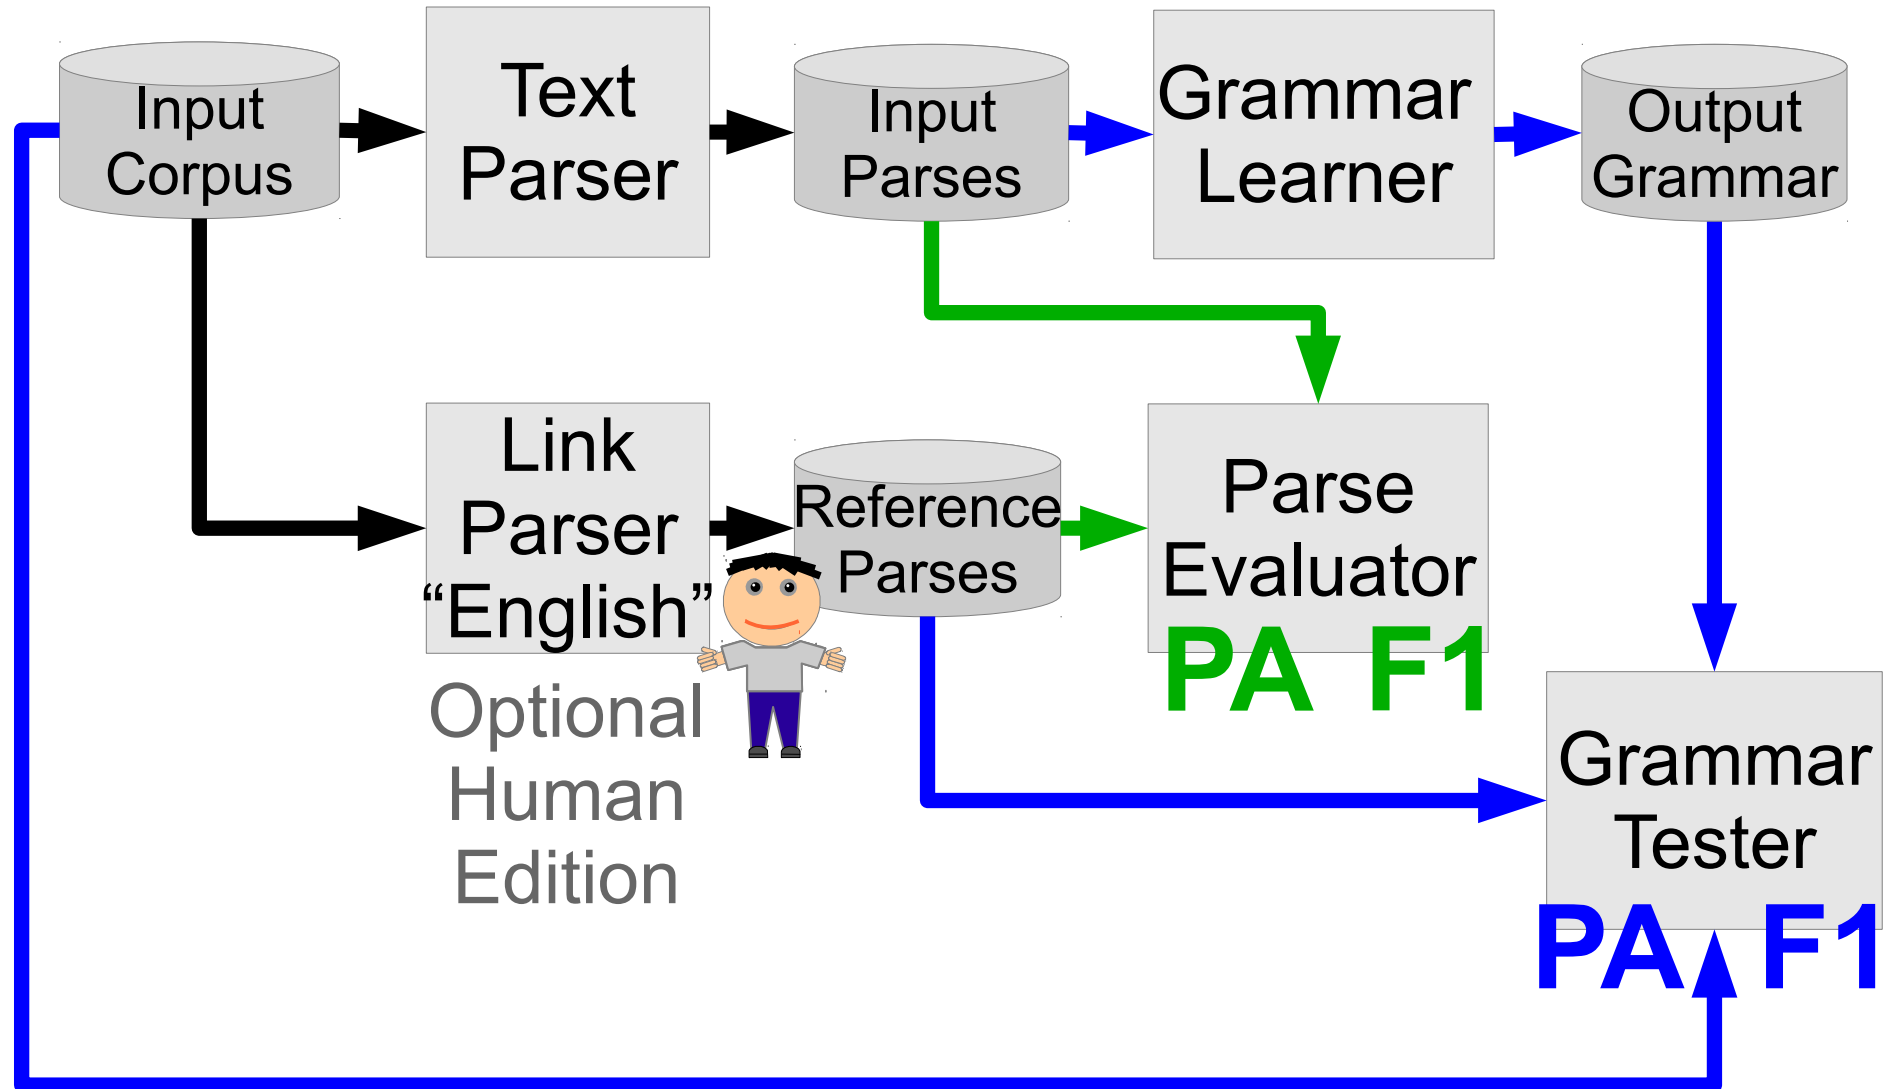 Input
Corpus
Text
Parser
Input
Parses
Grammar
Learner
Output
Grammar
Link
Parser
“English”
Optional
Human
Edition
Reference
Parses
Parse
Evaluator
PA F1
Grammar
Tester
PA F1